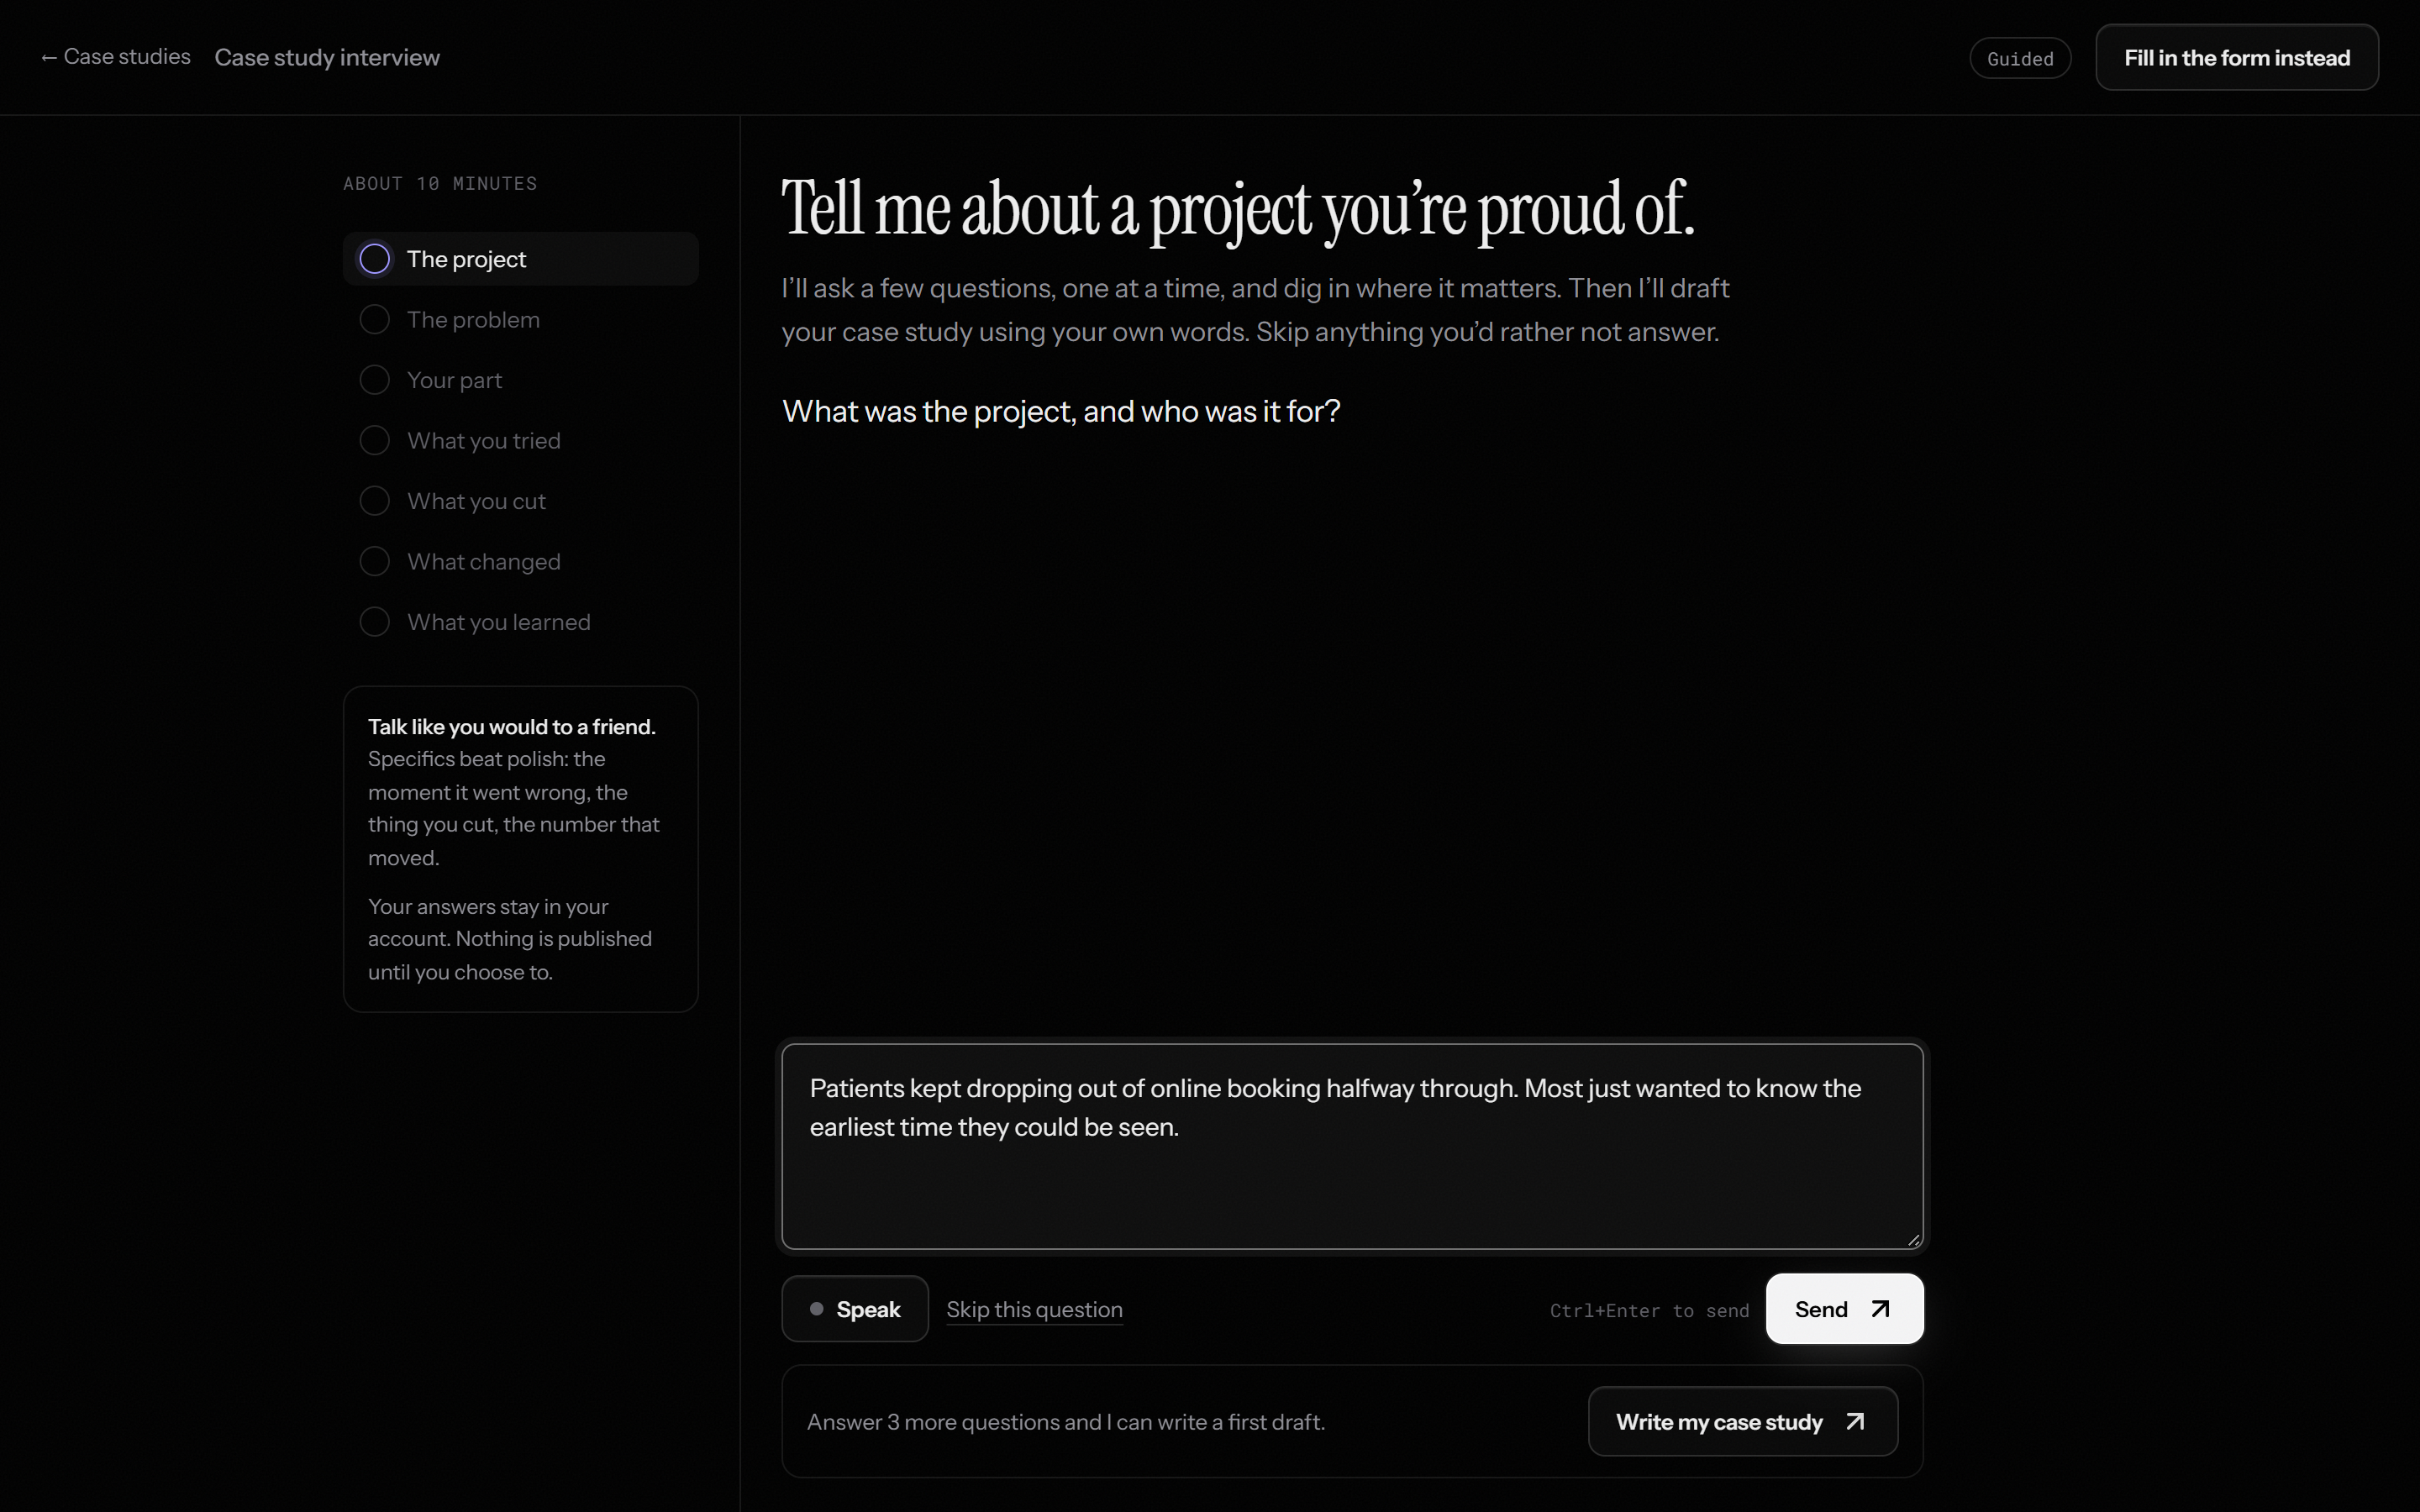 ← Case studies
Case study interview
Guided
Fill in the form instead
ABOUT 10 MINUTES
The project
The problem
Your part
What you tried
What you cut
What changed
What you learned
Talk like you would to a friend.
Specifics beat polish: the
moment it went wrong, the
thing you cut, the number that
moved.
Your answers stay in your
account. Nothing is published
until you choose to.
Tell me about a project you’re proud of.
I’ll ask a few questions, one at a time, and dig in where it matters. Then I’ll draft
your case study using your own words. Skip anything you’d rather not answer.
What was the project, and who was it for?
Patients kept dropping out of online booking halfway through. Most just wanted to know the
earliest time they could be seen.
Speak
Skip this question
Ctrl+Enter to send
Send
Answer 3 more questions and I can write a first draft.
Write my case study